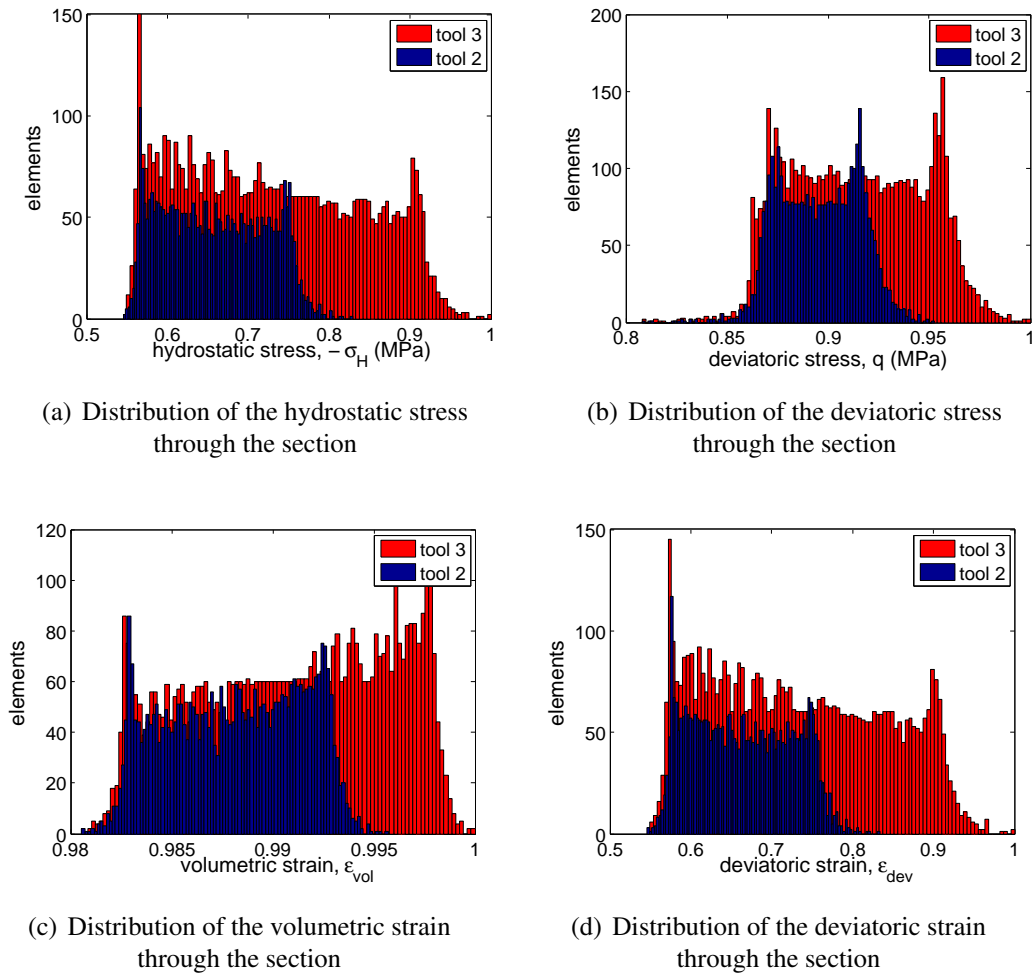 150
100
50
0
elements
tool 3
tool 2
0.5 0.6 0.7 0.8 0.9 1
hydrostatic stress, − σH (MPa)
(a) Distribution of the hydrostatic stress
through the section
200
150
100
50
0
elements
tool 3
tool 2
0.8 0.85 0.9 0.95 1
deviatoric stress, q (MPa)
(b) Distribution of the deviatoric stress
through the section
120
100
80
60
40
20
0
elements
tool 3
tool 2
0.98 0.985 0.99 0.995 1
volumetric strain, εvol
(c) Distribution of the volumetric strain
through the section
150
100
50
0
elements
tool 3
tool 2
0.5 0.6 0.7 0.8 0.9 1
deviatoric strain, εdev
(d) Distribution of the deviatoric strain
through the section